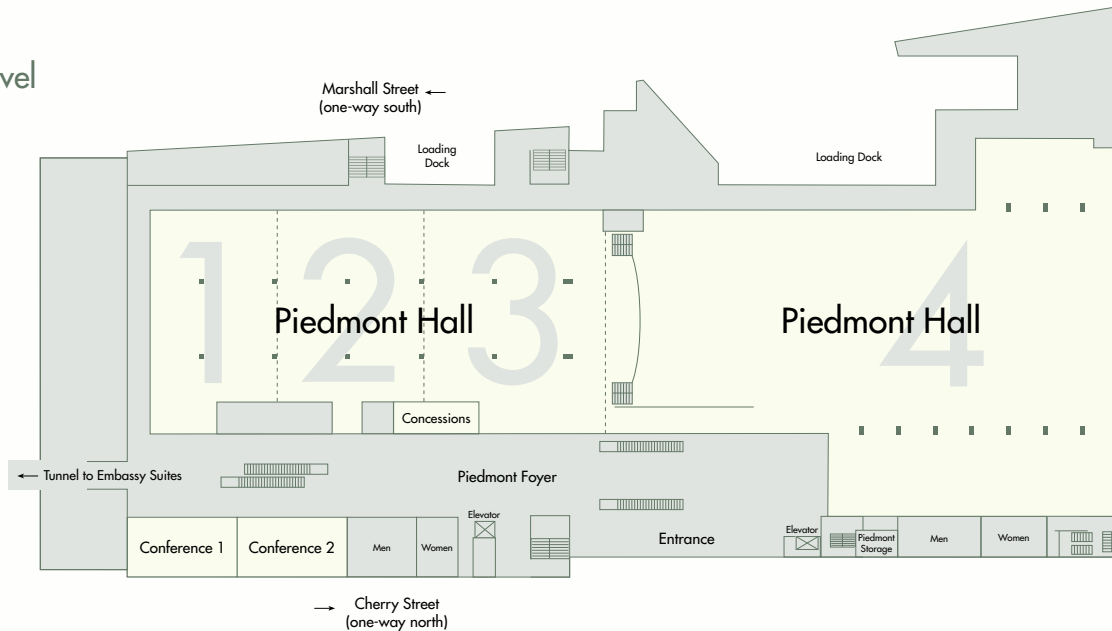 vel
Marshall Street
(one-way south)
Loading
Dock
Loading Dock
1
2
3
4
Piedmont Hall
Piedmont Hall
Concessions
Tunnel to Embassy Suites
Piedmont Foyer
Elevator
Conference 1
Conference 2
Men
Women
Entrance
Elevator
Piedmont
Storage
Men
Women
Cherry Street
(one-way north)